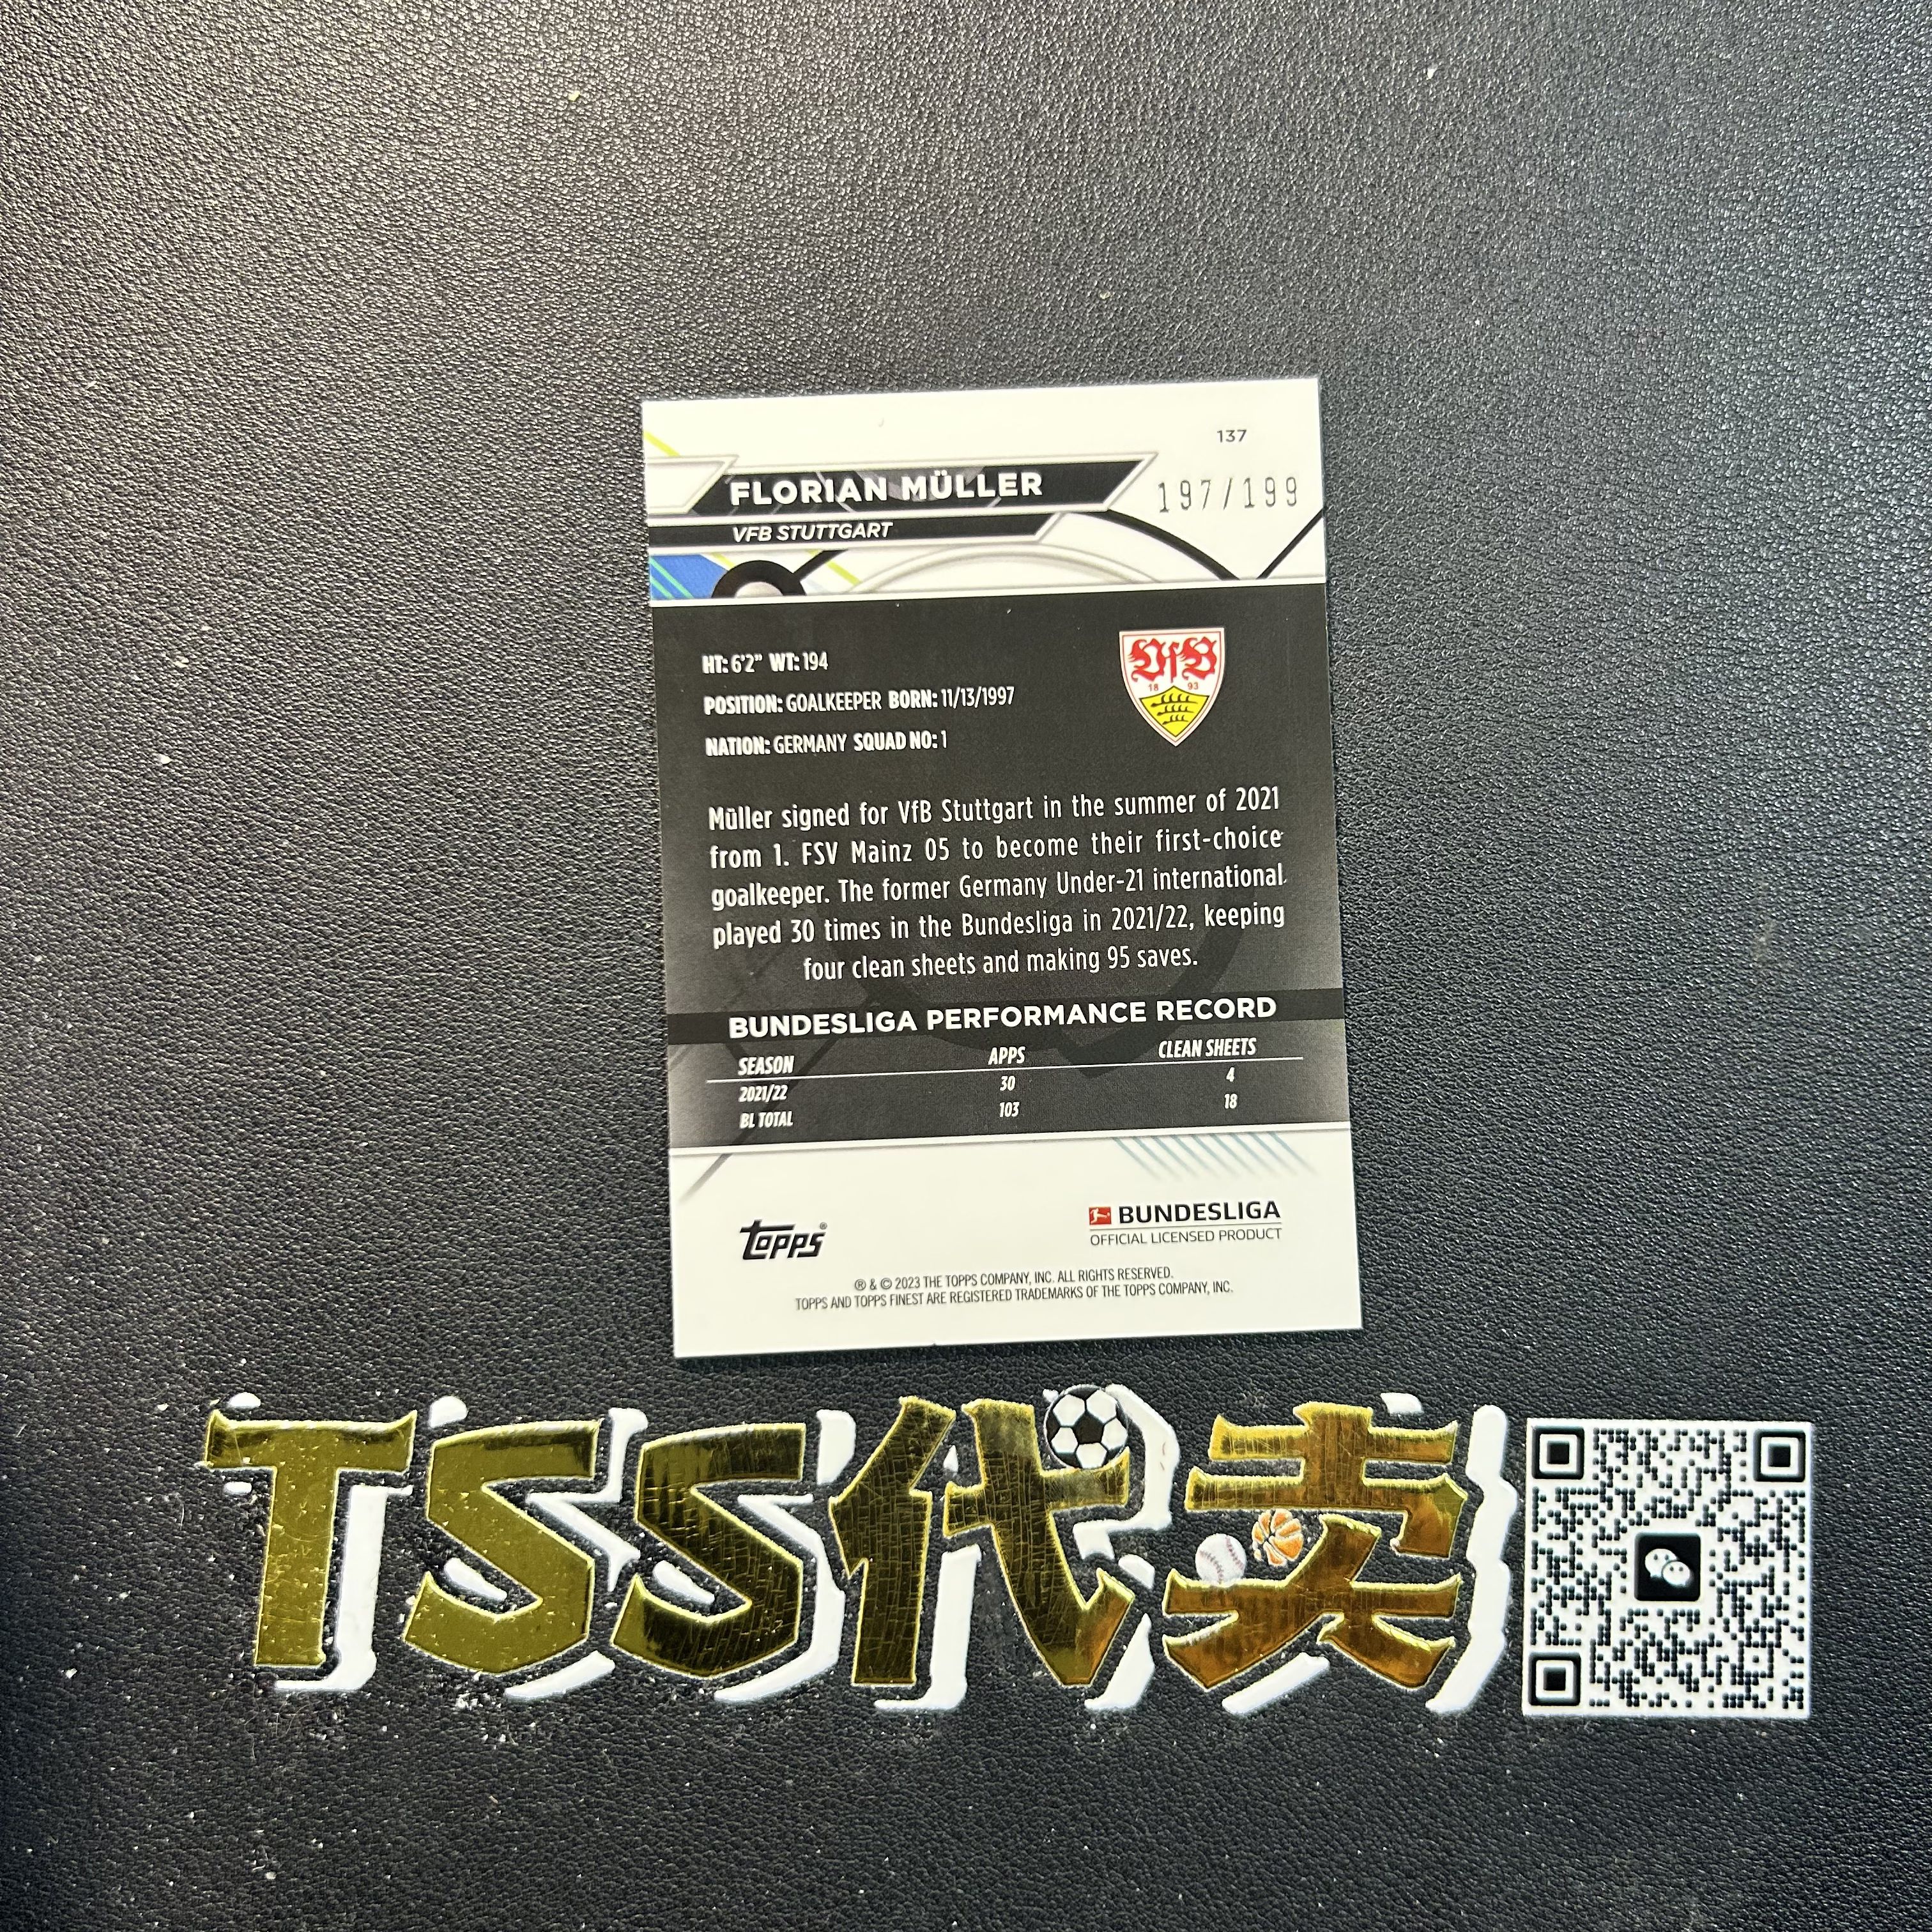 137
FLORIAN MÜLLER
197/199
VFB STUTTGART
HT: 6'2" WT: 194
POSITION: GOALKEEPER BORN: 11/13/1997
NATION: GERMANY SQUAD NO: 1
VfB
18 93
Müller signed for VfB Stuttgart in the summer of 2021
from 1. FSV Mainz 05 to become their first-choice
goalkeeper. The former Germany Under-21 international
played 30 times in the Bundesliga in 2021/22, keeping
four clean sheets and making 95 saves.
BUNDESLIGA PERFORMANCE RECORD
SEASON APPS CLEAN SHEETS
2021/22 30 4
BL TOTAL 103 18
Topps®
BUNDESLIGA
OFFICIAL LICENSED PRODUCT
® & © 2023 THE TOPPS COMPANY, INC. ALL RIGHTS RESERVED.
TOPPS AND TOPPS FINEST ARE REGISTERED TRADEMARKS OF THE TOPPS COMPANY, INC.
TSS代卖